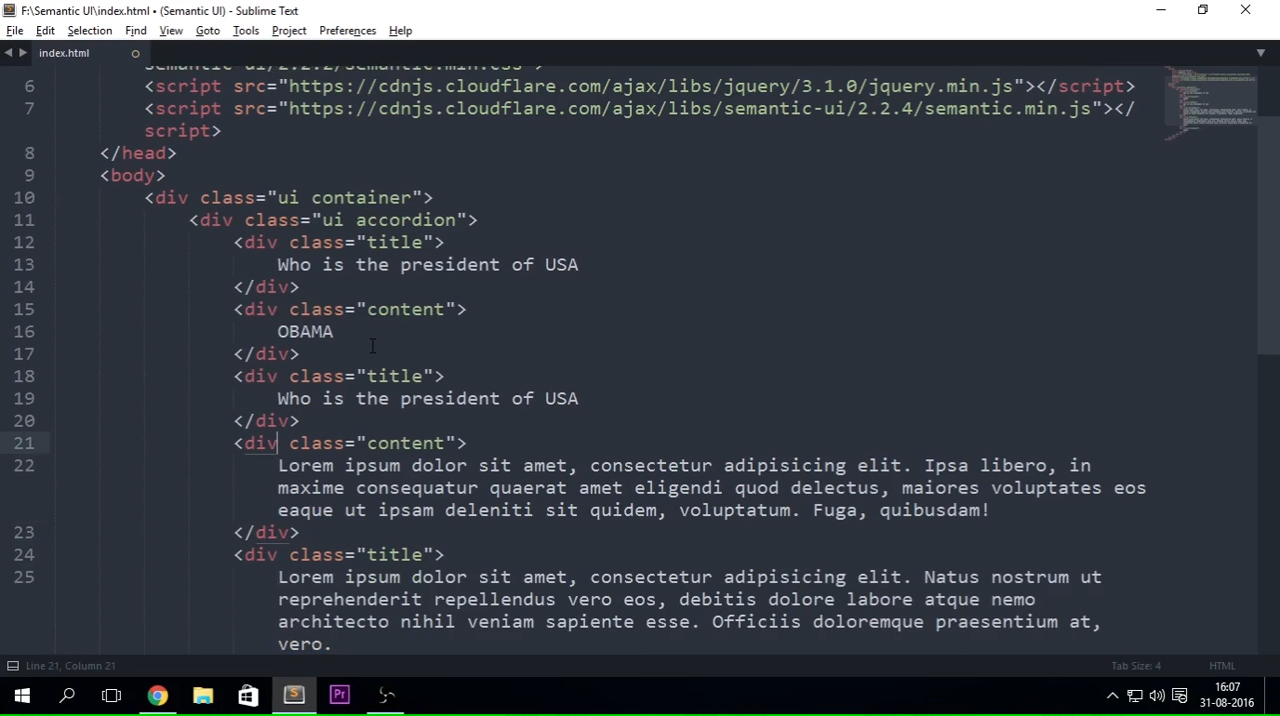 F:\Semantic UI\index.html • (Semantic UI) - Sublime Text
File Edit Selection Find View Goto Tools Project Preferences Help
index.html
semantic-ui/2.2.2/semantic.min.css">
6 <script src="https://cdnjs.cloudflare.com/ajax/libs/jquery/3.1.0/jquery.min.js"></script>
7 <script src="https://cdnjs.cloudflare.com/ajax/libs/semantic-ui/2.2.4/semantic.min.js"></
script>
8 </head>
9 <body>
10 <div class="ui container">
11 <div class="ui accordion">
12 <div class="title">
13 Who is the president of USA
14 </div>
15 <div class="content">
16 OBAMA
17 </div>
18 <div class="title">
19 Who is the president of USA
20 </div>
21 <div class="content">
22 Lorem ipsum dolor sit amet, consectetur adipisicing elit. Ipsa libero, in
maxime consequatur quaerat amet eligendi quod delectus, maiores voluptates eos
eaque ut ipsam deleniti sit quidem, voluptatum. Fuga, quibusdam!
23 </div>
24 <div class="title">
25 Lorem ipsum dolor sit amet, consectetur adipisicing elit. Natus nostrum ut
reprehenderit repellendus vero eos, debitis dolore labore atque nemo
architecto nihil veniam sapiente esse. Officiis doloremque praesentium at,
vero.
Line 21, Column 21 Tab Size: 4 HTML
S Pr
16:07
31-08-2016